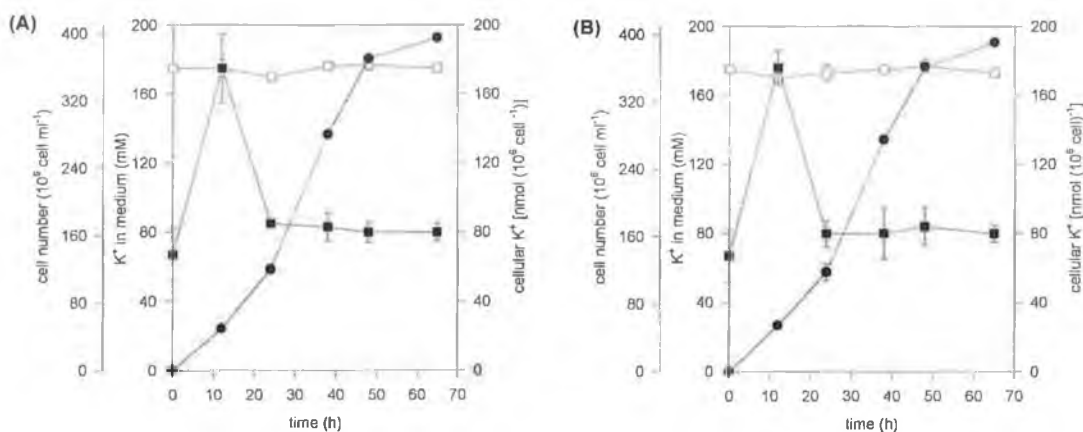 (A)
400
360
160
80
0
cell number (10⁶ cell ml⁻¹)
200
160
120
80
40
0
K⁺ in medium (mM)
200
160
120
80
40
0
cellular K⁺ [nmol (10⁶ cell ⁻¹)]
0 10 20 30 40 50 60 70
time (h)
(B)
400
360
160
80
0
cell number (10⁶ cell ml⁻¹)
200
160
120
80
40
0
K⁺ in medium (mM)
200
160
120
80
40
0
cellular K⁺ [nmol (10⁶ cell)⁻¹]
0 10 20 30 40 50 60 70
time (h)